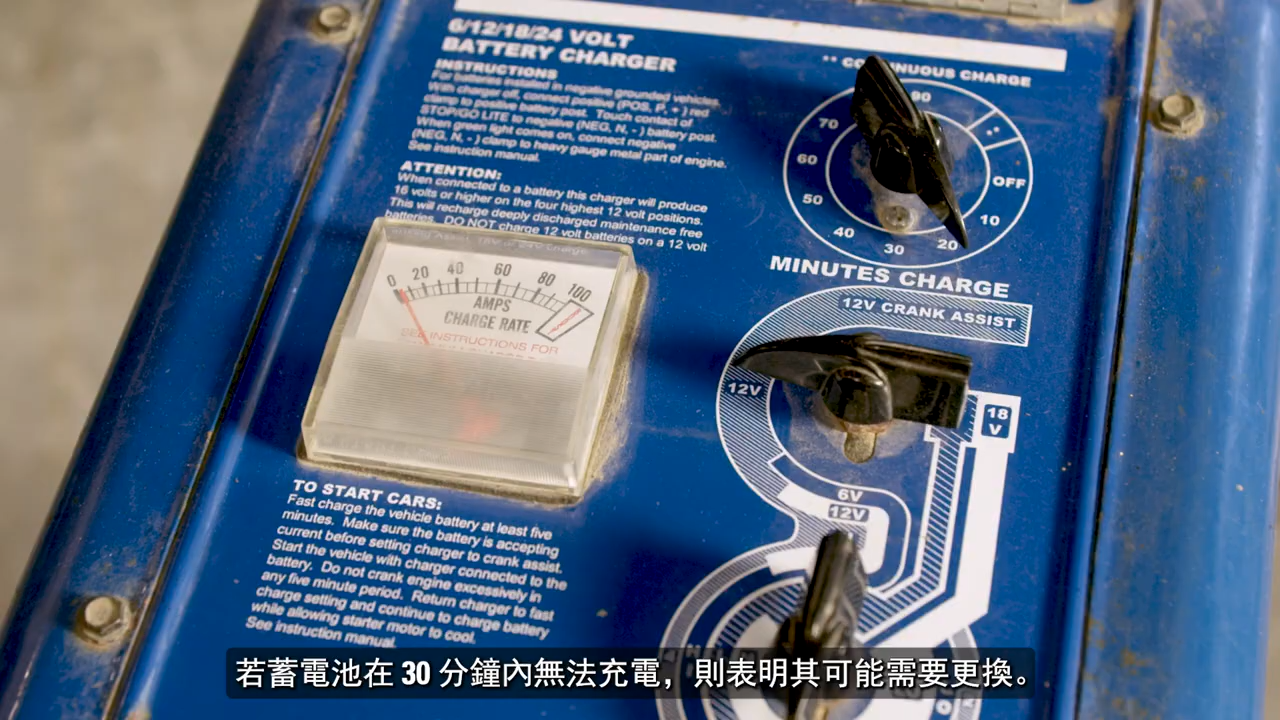 6/12/18/24 VOLT
BATTERY CHARGER
INSTRUCTIONS
For batteries installed in negative grounded vehicles.
With charger off, connect positive (POS, P, + ) red
clamp to positive battery post. Touch contact of
STOP/GO LITE to negative (NEG, N, - ) battery post.
When green light comes on, connect negative
(NEG, N, - ) clamp to heavy gauge metal part of engine.
See instruction manual.
ATTENTION:
When connected to a battery this charger will produce
16 volts or higher on the four highest 12 volt positions.
This will recharge deeply discharged maintenance free
batteries. DO NOT charge 12 volt batteries on a 12 volt
0 20 40 60 80 100
AMPS
CHARGE RATE
SEE INSTRUCTIONS FOR
TO START CARS:
Fast charge the vehicle battery at least five
minutes. Make sure the battery is accepting
current before setting charger to crank assist.
Start the vehicle with charger connected to the
battery. Do not crank engine excessively in
any five minute period. Return charger to fast
charge setting and continue to charge battery
while allowing starter motor to cool.
See instruction manual.
** CONTINUOUS CHARGE
90
**
70
60
OFF
50
10
40
30
20
MINUTES CHARGE
12V CRANK ASSIST
12V
18
V
6V
12V
若蓄電池在 30 分鐘內無法充電，則表明其可能需要更換。